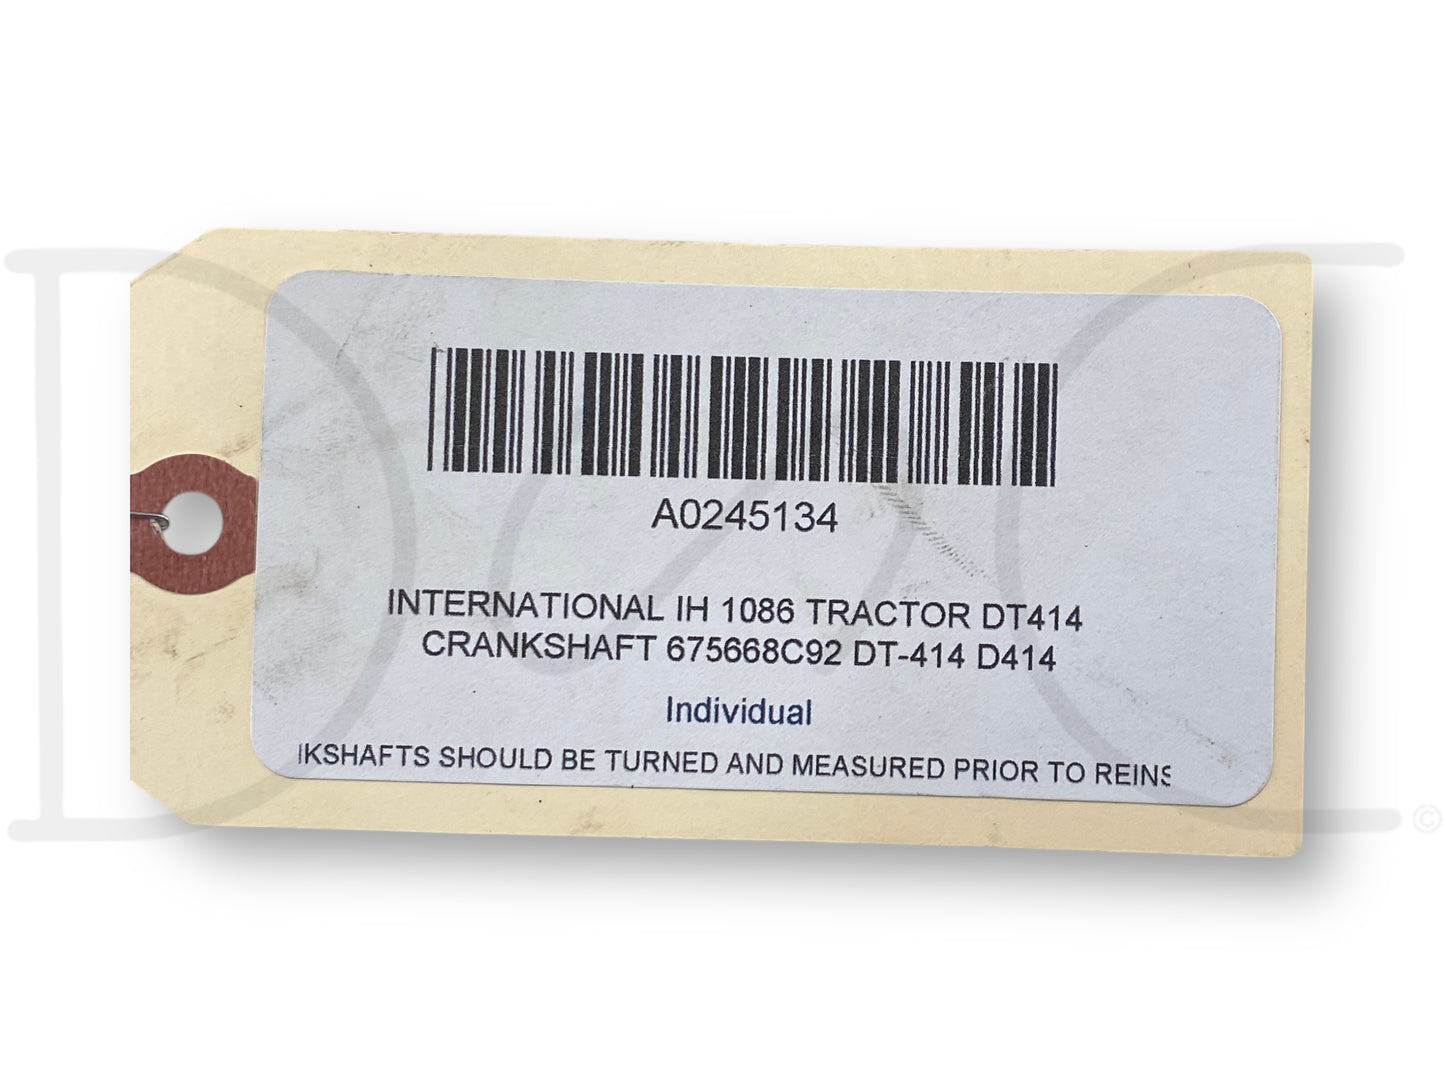 A0245134
INTERNATIONAL IH 1086 TRACTOR DT414
CRANKSHAFT 675668C92 DT-414 D414
Individual
IKSHAFTS SHOULD BE TURNED AND MEASURED PRIOR TO REINS
©